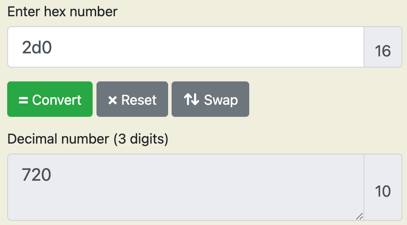 Enter hex number
2d0 16
= Convert × Reset ⇅ Swap
Decimal number (3 digits)
720
10